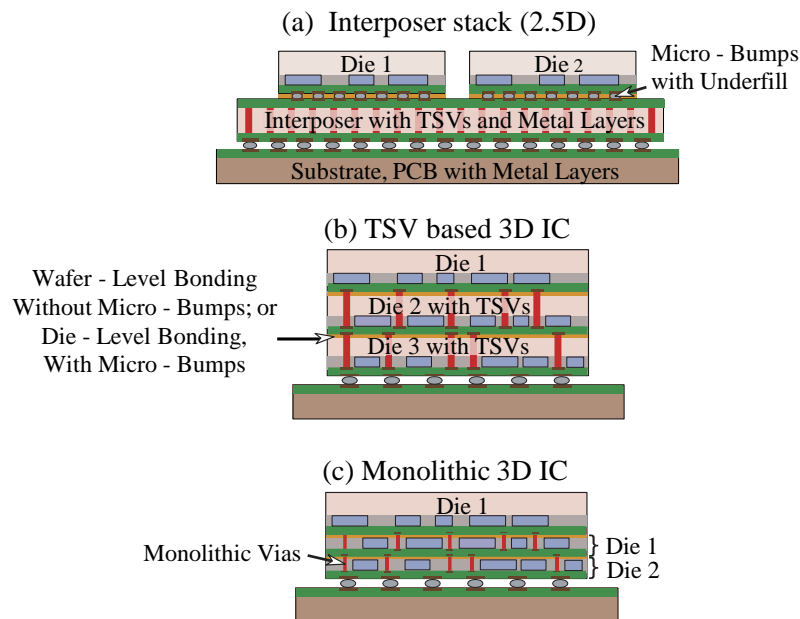 (a) Interposer stack (2.5D)
Die 1
Die 2
Micro - Bumps
with Underfill
Interposer with TSVs and Metal Layers
Substrate, PCB with Metal Layers
(b) TSV based 3D IC
Die 1
Wafer - Level Bonding
Without Micro - Bumps; or
Die - Level Bonding,
With Micro - Bumps
Die 2 with TSVs
Die 3 with TSVs
(c) Monolithic 3D IC
Die 1
Monolithic Vias
Die 1
Die 2